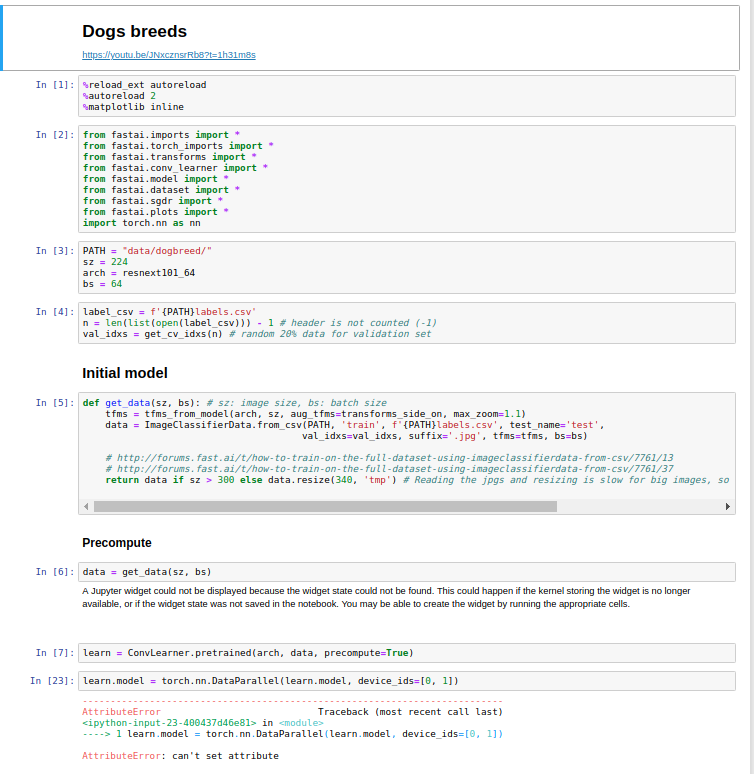 Dogs breeds
https://youtu.be/JNxcznsrRb8?t=1h31m8s
In [1]: %reload_ext autoreload
%autoreload 2
%matplotlib inline
In [2]: from fastai.imports import *
from fastai.torch_imports import *
from fastai.transforms import *
from fastai.conv_learner import *
from fastai.model import *
from fastai.dataset import *
from fastai.sgdr import *
from fastai.plots import *
import torch.nn as nn
In [3]: PATH = "data/dogbreed/"
sz = 224
arch = resnext101_64
bs = 64
In [4]: label_csv = f'{PATH}labels.csv'
n = len(list(open(label_csv))) - 1 # header is not counted (-1)
val_idxs = get_cv_idxs(n) # random 20% data for validation set
Initial model
In [5]: def get_data(sz, bs): # sz: image size, bs: batch size
    tfms = tfms_from_model(arch, sz, aug_tfms=transforms_side_on, max_zoom=1.1)
    data = ImageClassifierData.from_csv(PATH, 'train', f'{PATH}labels.csv', test_name='test',
                                       val_idxs=val_idxs, suffix='.jpg', tfms=tfms, bs=bs)
    # http://forums.fast.ai/t/how-to-train-on-the-full-dataset-using-imageclassifierdata-from-csv/7761/13
    # http://forums.fast.ai/t/how-to-train-on-the-full-dataset-using-imageclassifierdata-from-csv/7761/37
    return data if sz > 300 else data.resize(340, 'tmp') # Reading the jpgs and resizing is slow for big images, so
Precompute
In [6]: data = get_data(sz, bs)
A Jupyter widget could not be displayed because the widget state could not be found. This could happen if the kernel storing the widget is no longer
available, or if the widget state was not saved in the notebook. You may be able to create the widget by running the appropriate cells.
In [7]: learn = ConvLearner.pretrained(arch, data, precompute=True)
In [23]: learn.model = torch.nn.DataParallel(learn.model, device_ids=[0, 1])
---------------------------------------------------------------------------
AttributeError                            Traceback (most recent call last)
<ipython-input-23-400437d46e81> in <module>
----> 1 learn.model = torch.nn.DataParallel(learn.model, device_ids=[0, 1])
AttributeError: can't set attribute